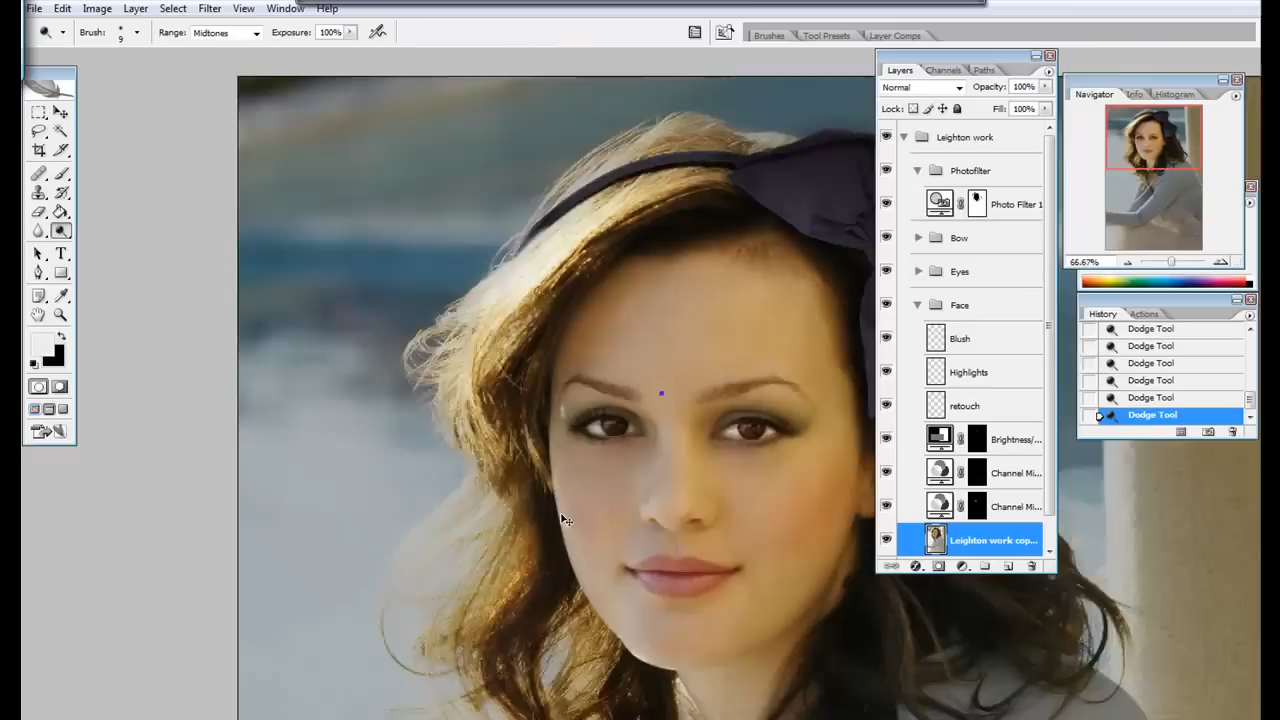 File Edit Image Layer Select Filter View Window Help
Brush: 9 Range: Midtones Exposure: 100% Brushes Tool Presets Layer Comps
Layers Channels Paths
Normal Opacity: 100%
Lock: Fill: 100%
Leighton work
Photofilter
Photo Filter 1
Bow
Eyes
Face
Blush
Highlights
retouch
Brightness/...
Channel Mi...
Channel Mi...
Leighton work cop...
Navigator Info Histogram
66.67%
History Actions
Dodge Tool
Dodge Tool
Dodge Tool
Dodge Tool
Dodge Tool
Dodge Tool